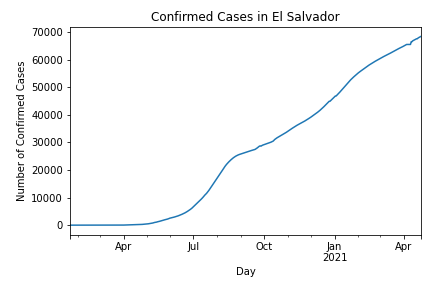 Confirmed Cases in El Salvador
Number of Confirmed Cases
70000
60000
50000
40000
30000
20000
10000
0
Apr Jul Oct Jan Apr
2021
Day